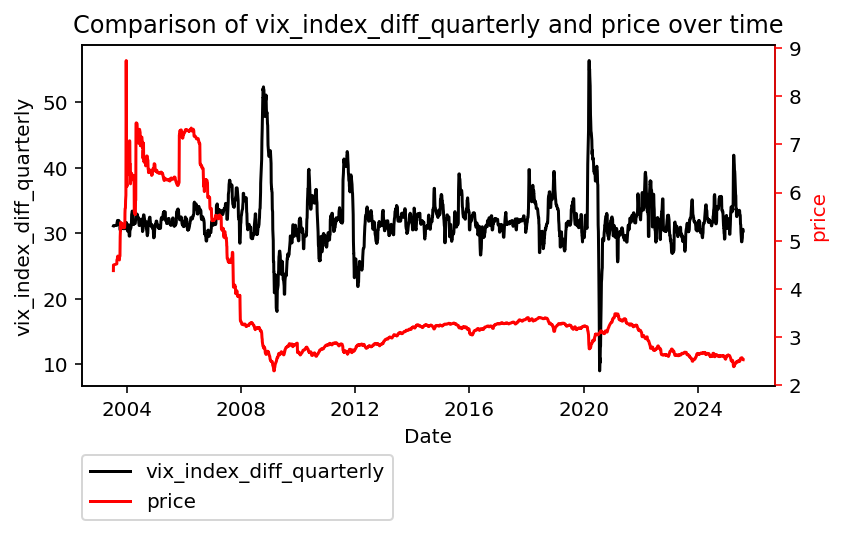 Comparison of vix_index_diff_quarterly and price over time
vix_index_diff_quarterly
50
40
30
20
10
9
8
7
6
5
4
3
2
price
2004 2008 2012 2016 2020 2024
Date
vix_index_diff_quarterly
price